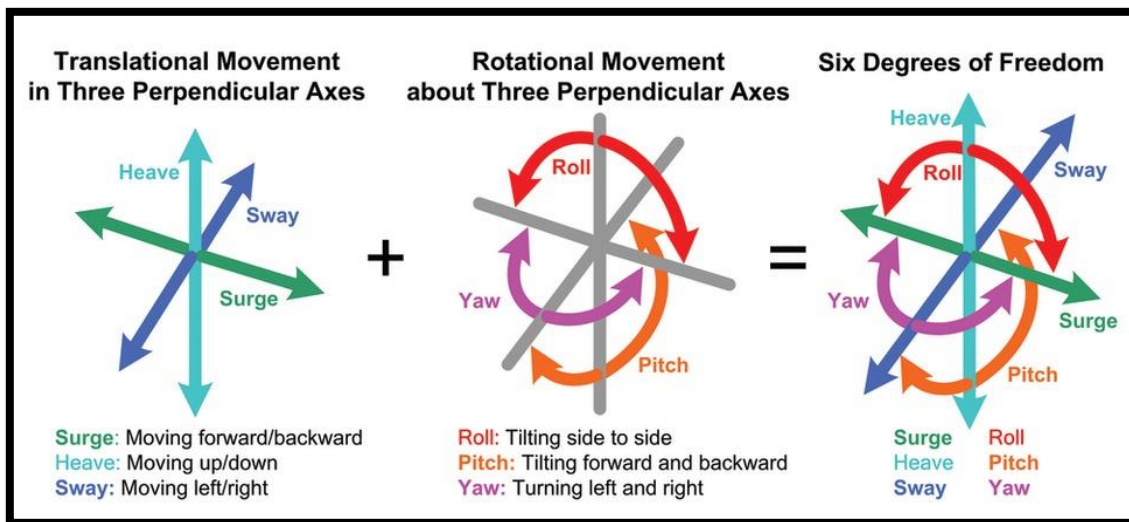 Translational Movement
in Three Perpendicular Axes
Heave
Sway
Surge
Surge: Moving forward/backward
Heave: Moving up/down
Sway: Moving left/right
+
Rotational Movement
about Three Perpendicular Axes
Roll
Yaw
Pitch
Roll: Tilting side to side
Pitch: Tilting forward and backward
Yaw: Turning left and right
=
Six Degrees of Freedom
Heave
Sway
Roll
Yaw
Surge
Pitch
Surge Roll
Heave Pitch
Sway Yaw